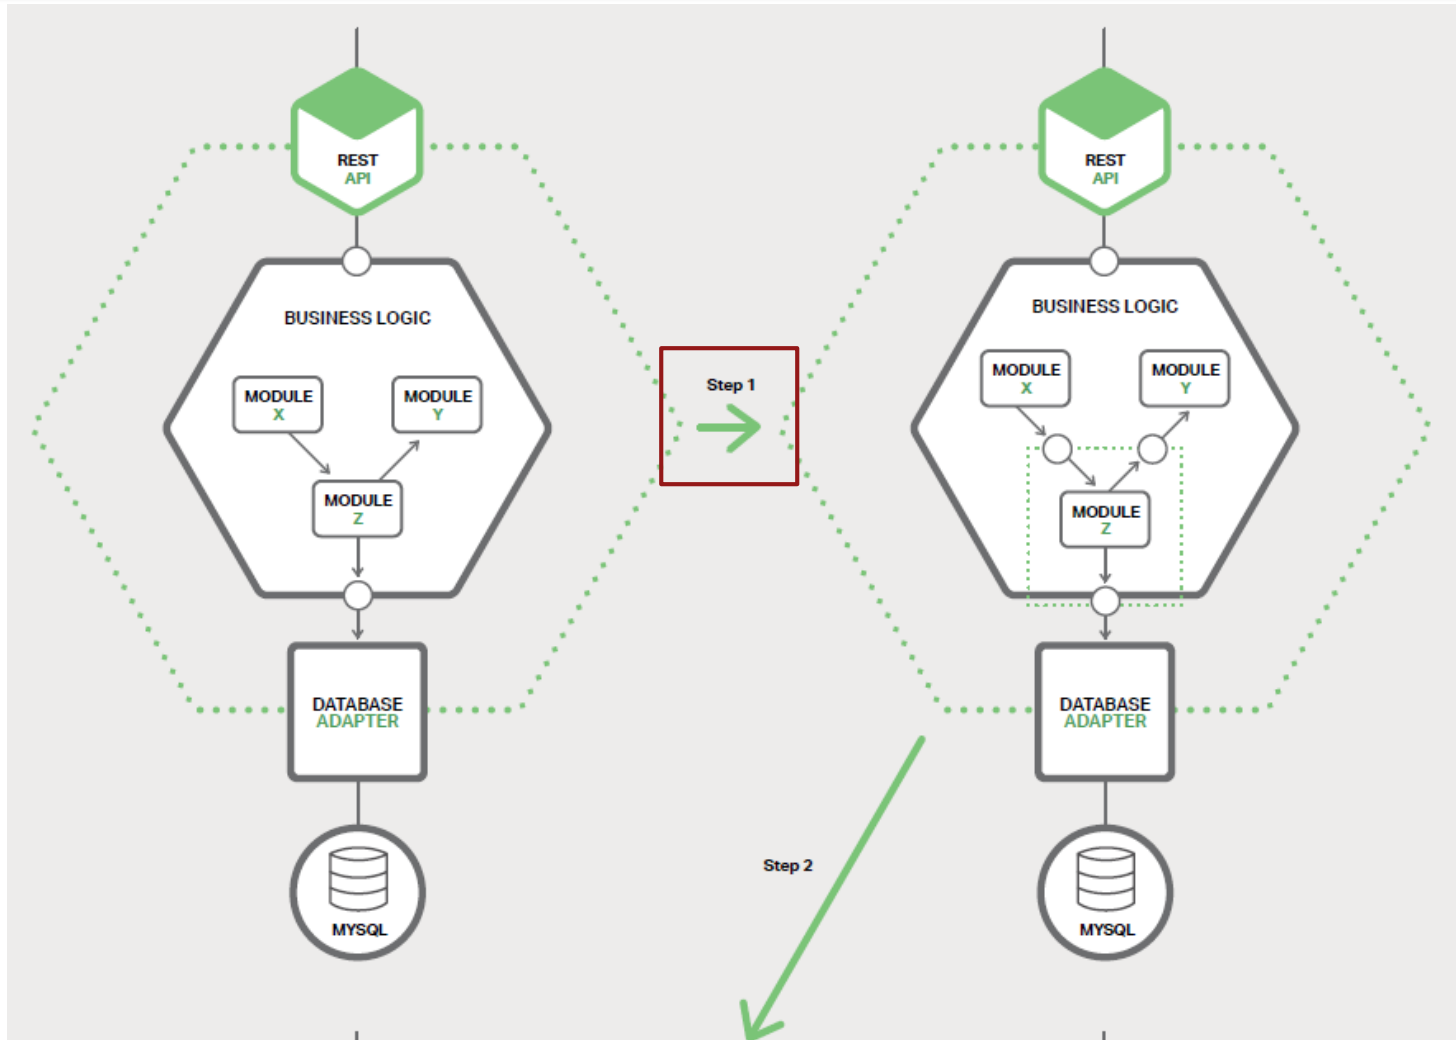 REST
API
BUSINESS LOGIC
MODULE
X
MODULE
Y
MODULE
Z
DATABASE
ADAPTER
MYSQL
Step 1
REST
API
BUSINESS LOGIC
MODULE
X
MODULE
Y
MODULE
Z
DATABASE
ADAPTER
MYSQL
Step 2